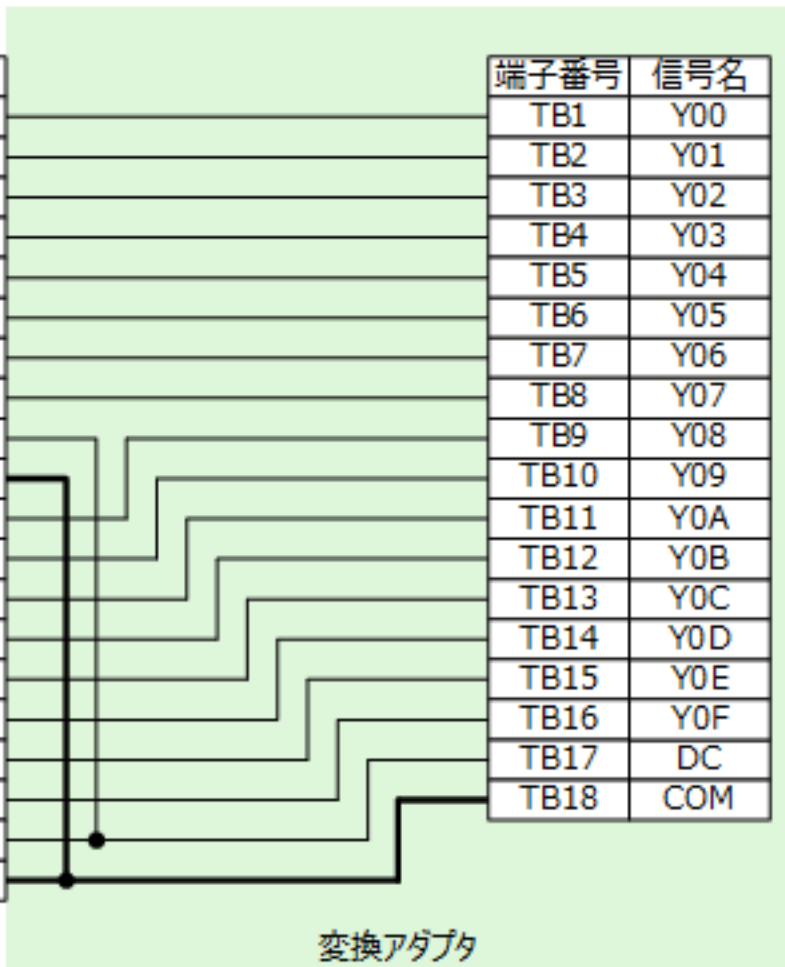 端子番号 信号名
TB1 Y00
TB2 Y01
TB3 Y02
TB4 Y03
TB5 Y04
TB6 Y05
TB7 Y06
TB8 Y07
TB9 Y08
TB10 Y09
TB11 Y0A
TB12 Y0B
TB13 Y0C
TB14 Y0D
TB15 Y0E
TB16 Y0F
TB17 DC
TB18 COM
変換アダプタ